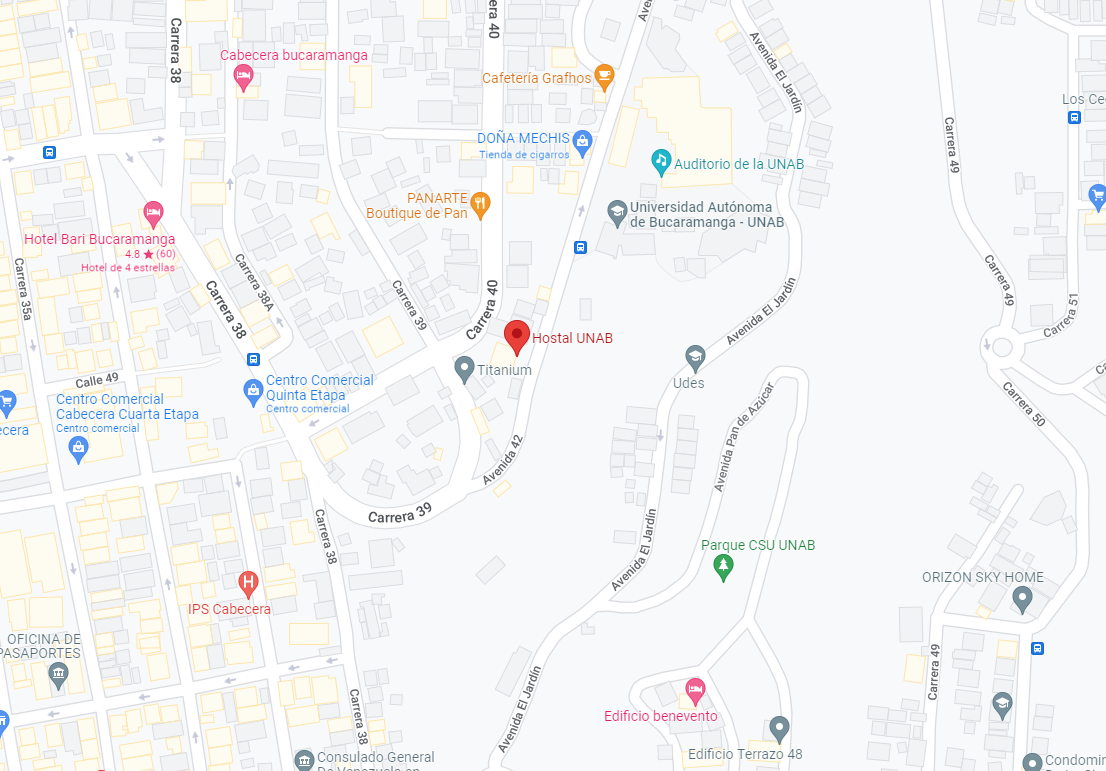 Carrera 38
Carrera 40
Cabecera bucaramanga
Avenida El Jardín
Cafetería Grafhos
Los
Carrera 49
DOÑA MECHIS
Tienda de cigarros
Auditorio de la UNAB
PANARTE
Boutique de Pan
Universidad Autónoma
de Bucaramanga - UNAB
Hotel Bari Bucaramanga
4.8 ★ (60)
Hotel de 4 estrellas
Carrera 35a
Carrera 38A
Carrera 38
Carrera 39
Carrera 40
Avenida El Jardín
Carrera 49
Carrera 51
Hostal UNAB
Titanium
Udes
Calle 49
Centro Comercial
Quinta Etapa
Centro comercial
Centro Comercial
Cabecera Cuarta Etapa
Centro comercial
Avenida Pan de Azúcar
Carrera 50
Avenida 42
Carrera 39
Carrera 38
Avenida El Jardín
Parque CSU UNAB
ORIZON SKY HOME
IPS Cabecera
OFICINA DE
PASAPORTES
Carrera 49
Avenida El Jardín
Carrera 38
Edificio benevento
Edificio Terrazo 48
Consulado General
De Venezuela en